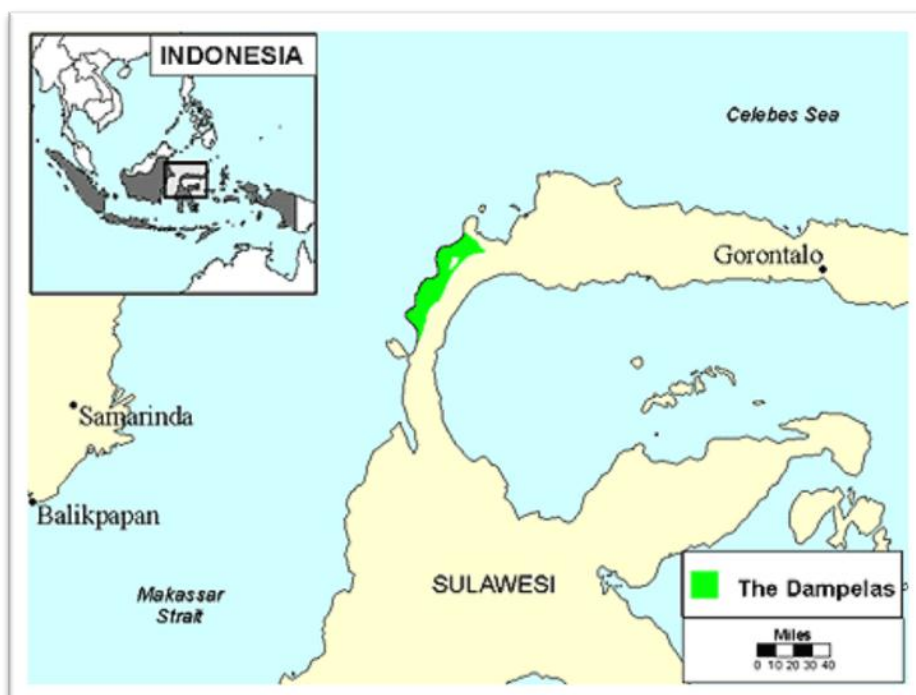 INDONESIA
Celebes Sea
Gorontalo
Samarinda
Balikpapan
Makassar
Strait
SULAWESI
The Dampelas
Miles
0 10 20 30 40